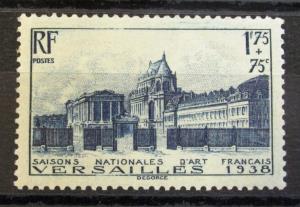 RF
POSTES
1f75
+
75c
SAISONS NATIONALES D'ART FRANÇAIS
VERSAILLES 1938
DEGORCE